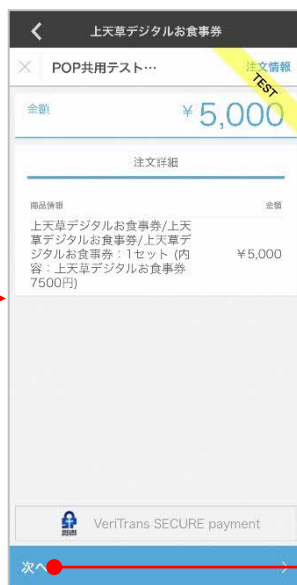 上天草デジタルお食事券
POP共用テスト… 注文情報
TEST
金額 ¥5,000
注文詳細
商品情報 金額
上天草デジタルお食事券/上天
草デジタルお食事券/上天草デ
ジタルお食事券：1セット (内 ¥5,000
容：上天草デジタルお食事券
7500円)
VeriTrans SECURE payment
次へ